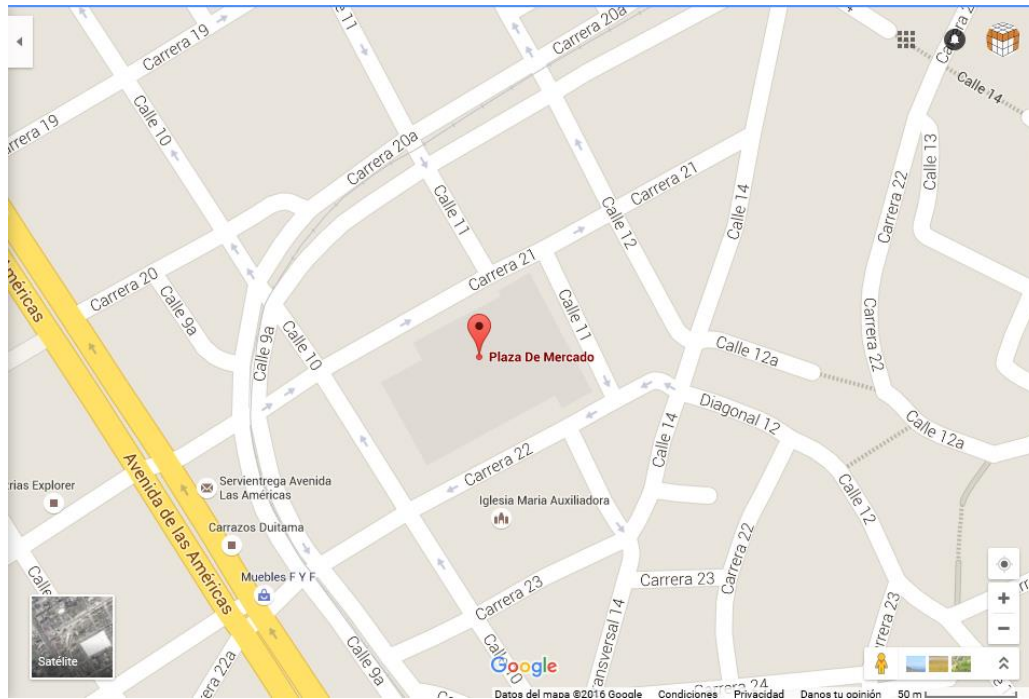 Carrera 19
Carrera 20a
Carrera 2
Calle 14
Calle 10
Carrera 19
Carrera 20a
Calle 13
Carrera 21
Calle 14
Carrera 22
Calle 11
Calle 12
Carrera 21
Américas
Carrera 20
Calle 9a
Calle 9a
Calle 10
Calle 11
Plaza De Mercado
Calle 12a
Carrera 22
Diagonal 12
Calle 12a
Calle 14
Carrera 22
Avenida de las Américas
Servientrega Avenida
Las Américas
rias Explorer
Iglesia Maria Auxiliadora
Calle 12
Carrazos Duitama
Carrera 22
Muebles F Y F
Carrera 23
Carrera 23
Calle
Carrera 23
Satélite
Carrera 22a
Calle 9a
Calle 10
ansversal 14
Google
Carrera 24
Datos del mapa ©2016 Google Condiciones Privacidad Danos tu opinión 50 m